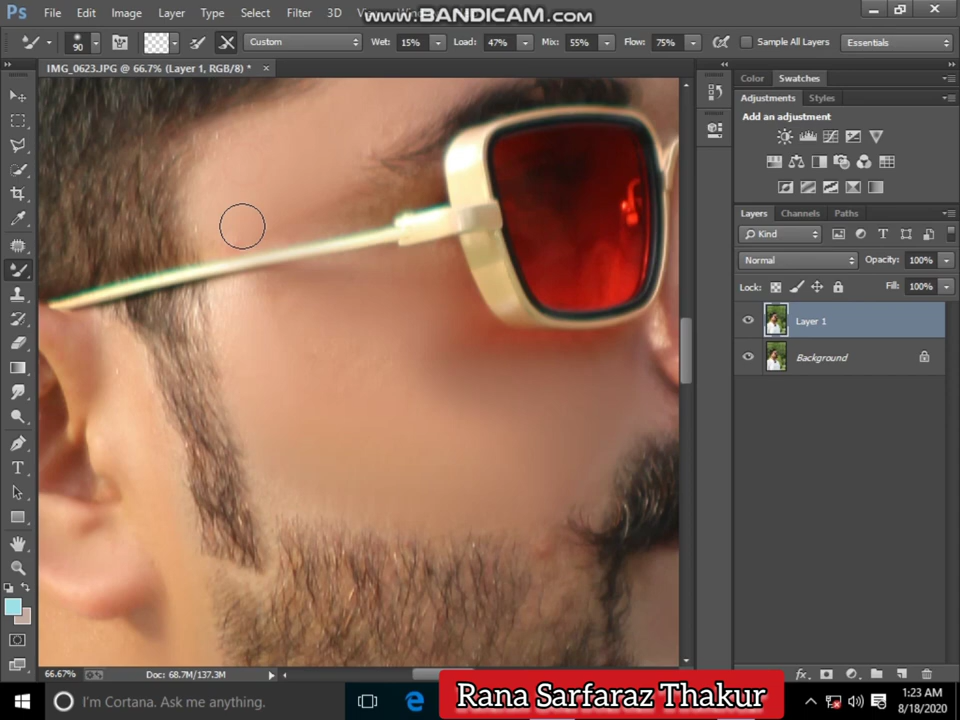 Ps File Edit Image Layer Type Select Filter 3D
www.BANDICAM.com
90 Custom Wet: 15% Load: 47% Mix: 55% Flow: 75% Sample All Layers Essentials
IMG_0623.JPG @ 66.7% (Layer 1, RGB/8) * ×
Color Swatches
Adjustments Styles
Add an adjustment
Layers Channels Paths
Kind
Normal Opacity: 100%
Lock: Fill: 100%
Layer 1
Background
66.67% Doc: 68.7M/137.3M
I'm Cortana. Ask me anything.
Rana Sarfaraz Thakur
1:23 AM
8/18/2020